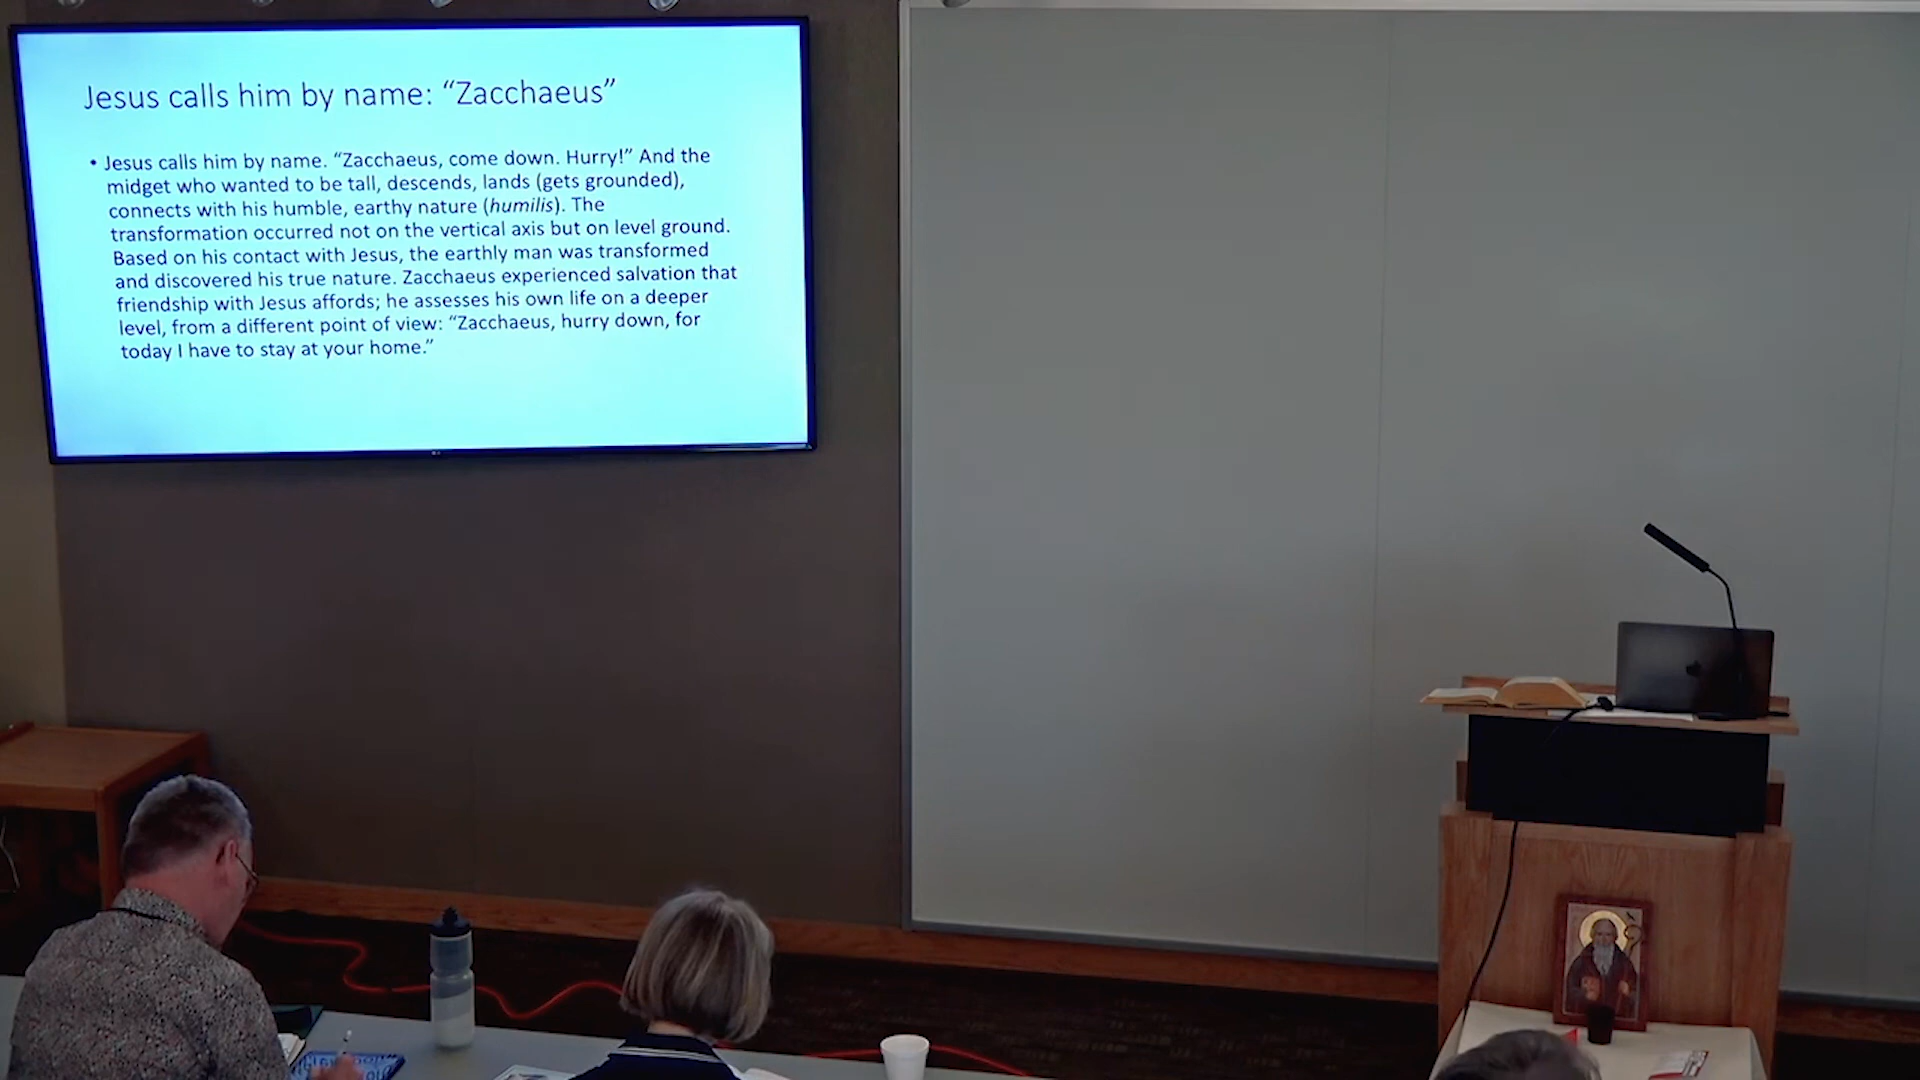 Jesus calls him by name: “Zacchaeus”
• Jesus calls him by name. “Zacchaeus, come down. Hurry!” And the
midget who wanted to be tall, descends, lands (gets grounded),
connects with his humble, earthy nature (humilis). The
transformation occurred not on the vertical axis but on level ground.
Based on his contact with Jesus, the earthly man was transformed
and discovered his true nature. Zacchaeus experienced salvation that
friendship with Jesus affords; he assesses his own life on a deeper
level, from a different point of view: “Zacchaeus, hurry down, for
today I have to stay at your home.”